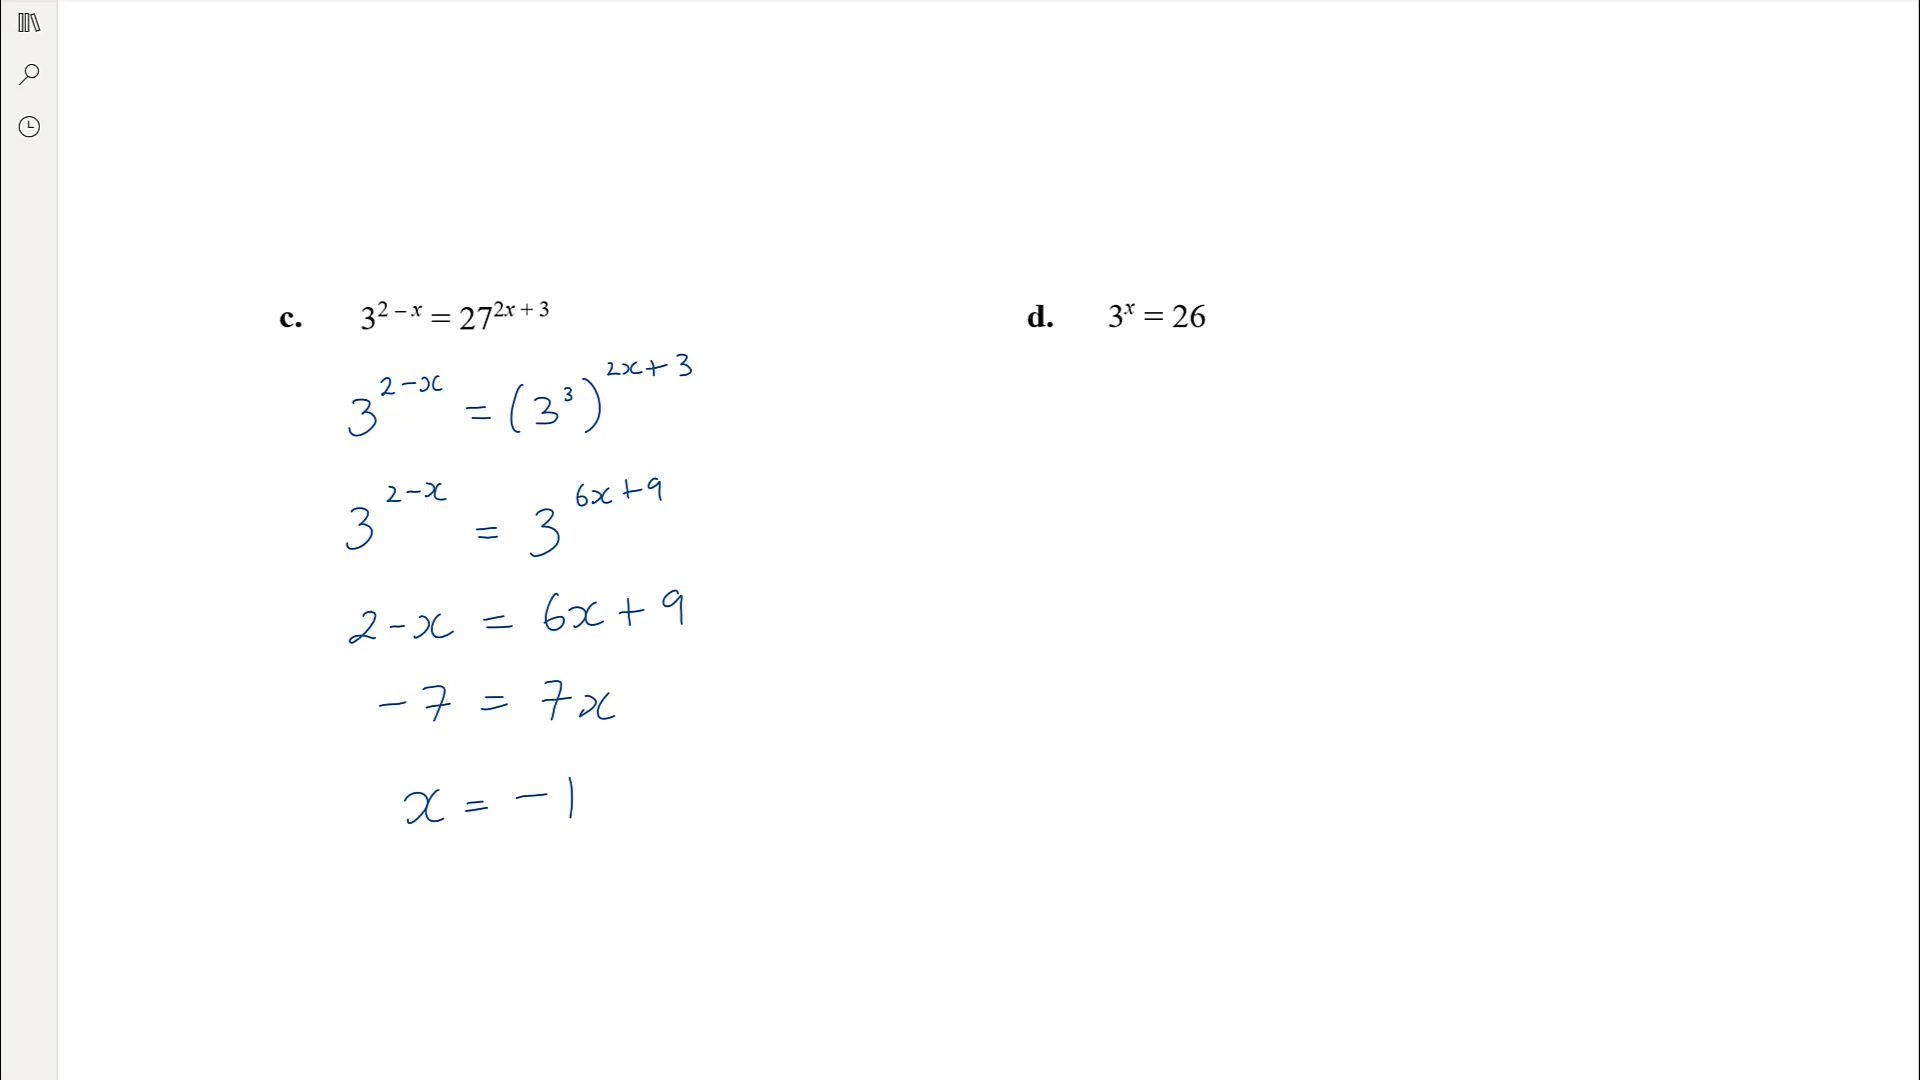 c. 3^{2 – x} = 27^{2x + 3}
3^{2-x} = (3^3)^{2x+3}
3^{2-x} = 3^{6x+9}
2-x = 6x+9
-7 = 7x
x = -1
d. 3^x = 26